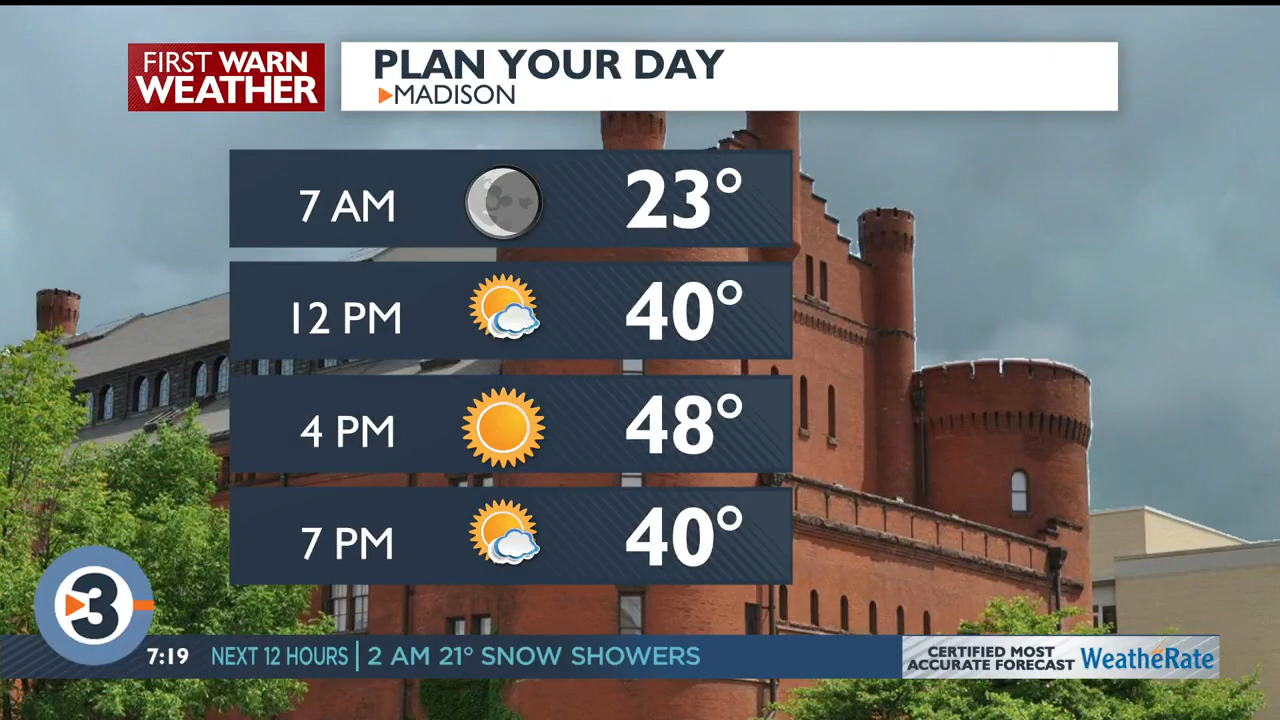 FIRST WARN
WEATHER
PLAN YOUR DAY
MADISON
7 AM 23°
12 PM 40°
4 PM 48°
7 PM 40°
3
7:19 NEXT 12 HOURS | 2 AM 21° SNOW SHOWERS
CERTIFIED MOST
ACCURATE FORECAST WeatheRate